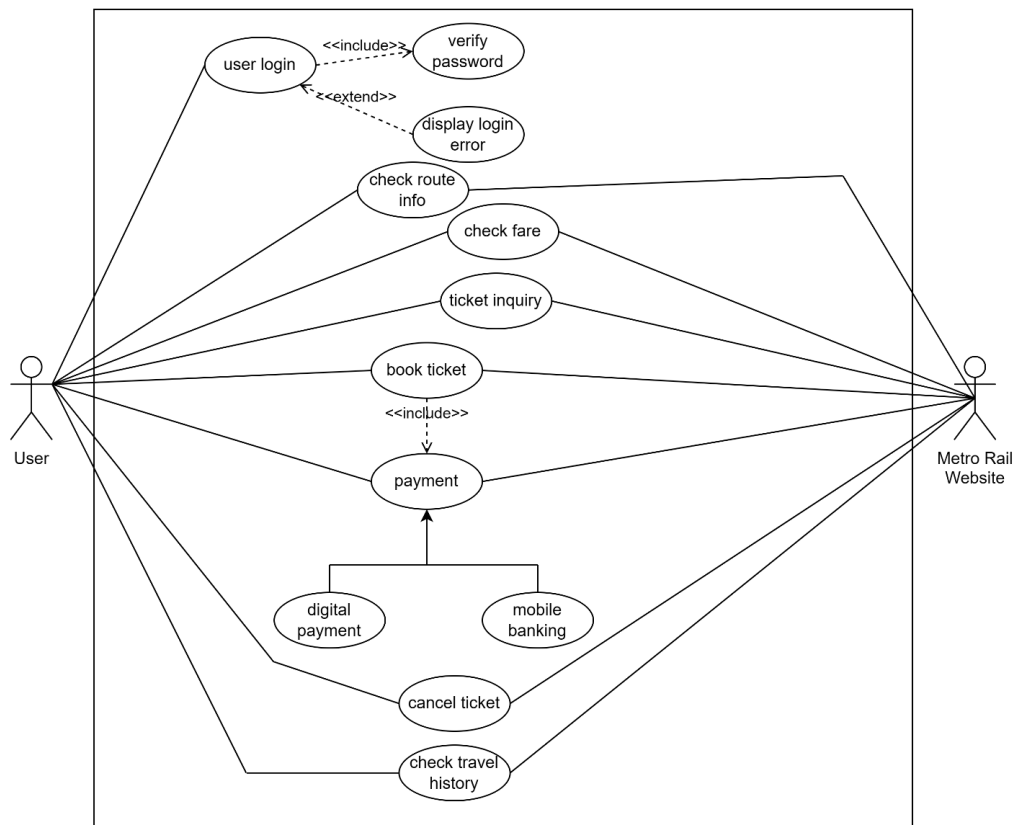 verify
password
<<include>>
user login
<<extend>>
display login
error
check route
info
check fare
ticket inquiry
book ticket
<<include>>
User
Metro Rail
Website
payment
digital
payment
mobile
banking
cancel ticket
check travel
history